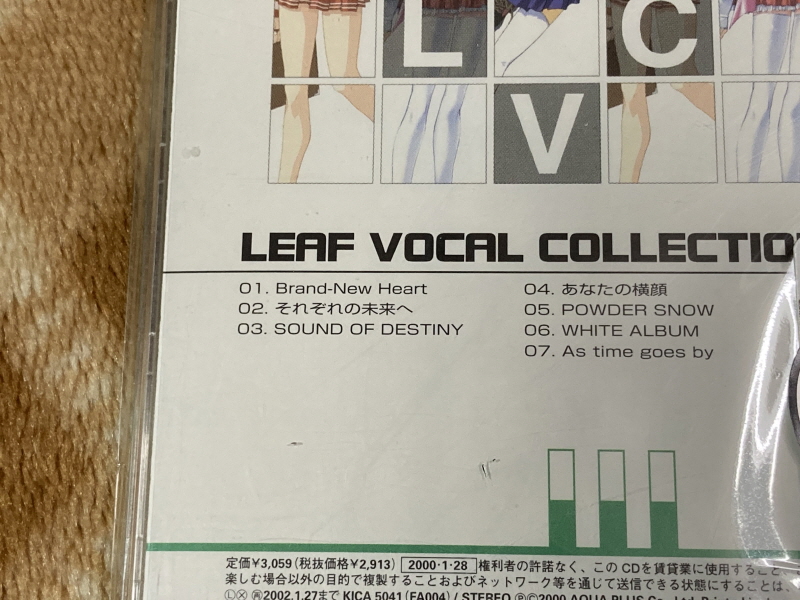 L C
V
LEAF VOCAL COLLECTIO
01. Brand-New Heart
02. それぞれの未来へ
03. SOUND OF DESTINY
04. あなたの横顔
05. POWDER SNOW
06. WHITE ALBUM
07. As time goes by
定価¥3,059(税抜価格¥2,913) 2000・1・28 権利者の許諾なく、このCDを賃貸業に使用すること、
楽しむ場合以外の目的で複製することおよびネットワーク等を通じて送信できる状態にすることは、
Ⓛ Ⓧ 再 2002.1.27まで KICA 5041 (FA004) / STEREO ⓅⒸ2000 AQUA PLUS Co., Ltd.